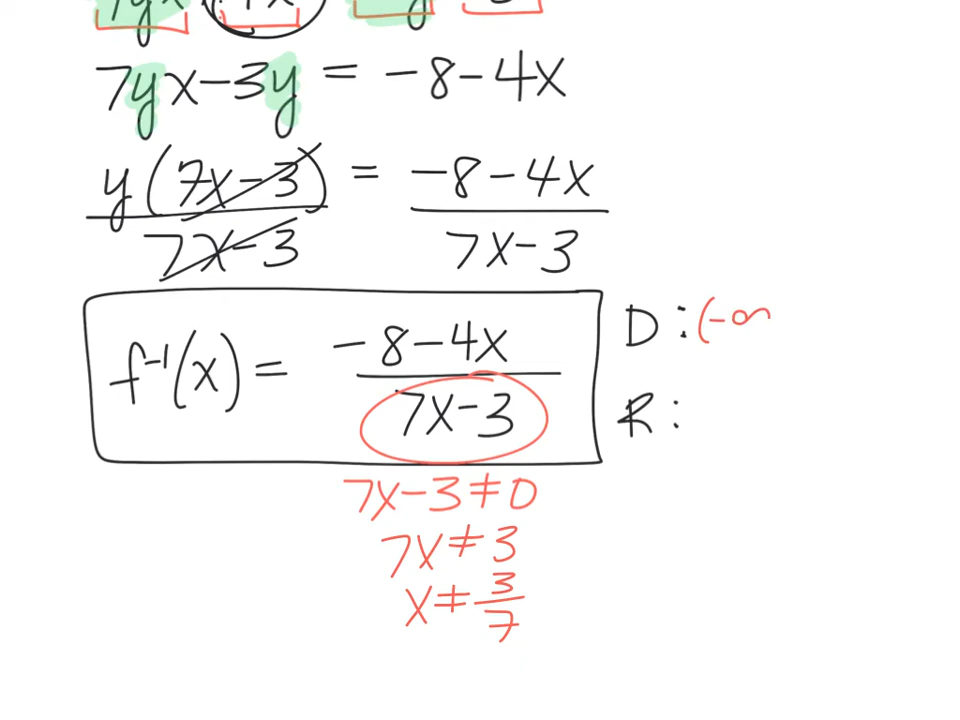 7yx-3y = -8-4x
y(7x-3) = -8-4x
7x-3 7x-3
f⁻¹(x) = -8-4x
7x-3
D: (-∞
R:
7x-3≠0
7x≠3
x≠3/7